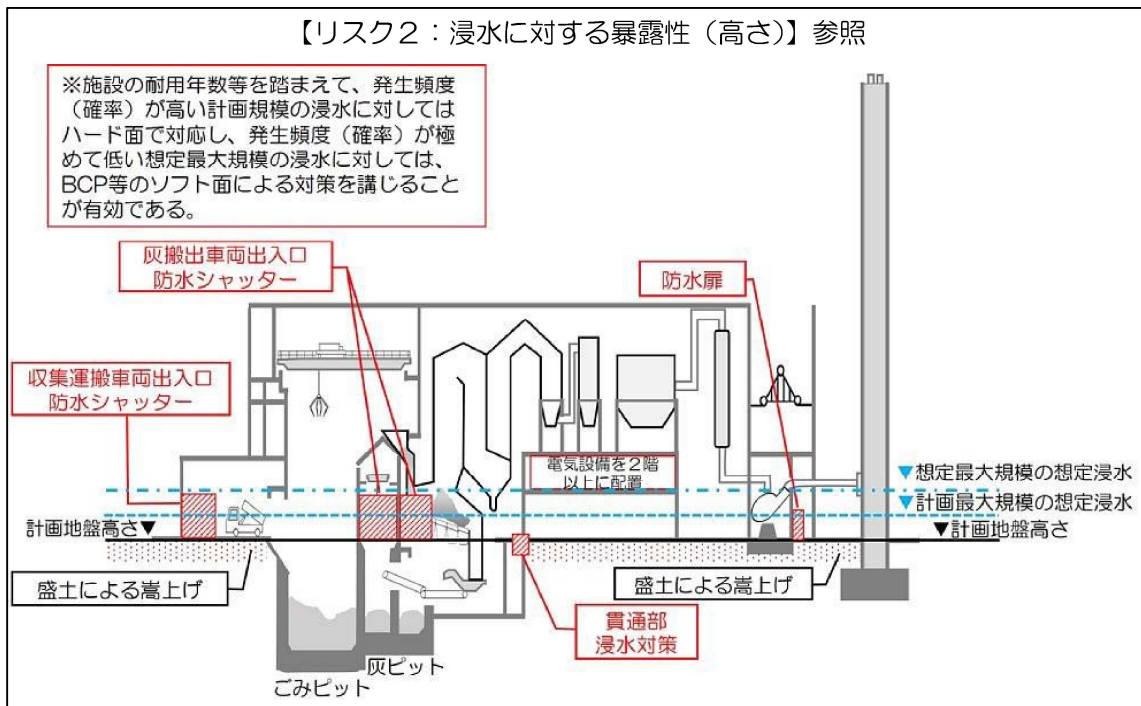 【リスク２：浸水に対する暴露性（高さ）】参照
※施設の耐用年数等を踏まえて、発生頻度
（確率）が高い計画規模の浸水に対しては
ハード面で対応し、発生頻度（確率）が極
めて低い想定最大規模の浸水に対しては、
BCP等のソフト面による対策を講じること
が有効である。
灰搬出車両出入口
防水シャッター
防水扉
収集運搬車両出入口
防水シャッター
電気設備を２階
以上に配置
▼想定最大規模の想定浸水
▼計画最大規模の想定浸水
計画地盤高さ▼
▼計画地盤高さ
盛土による嵩上げ
盛土による嵩上げ
貫通部
浸水対策
灰ピット
ごみピット